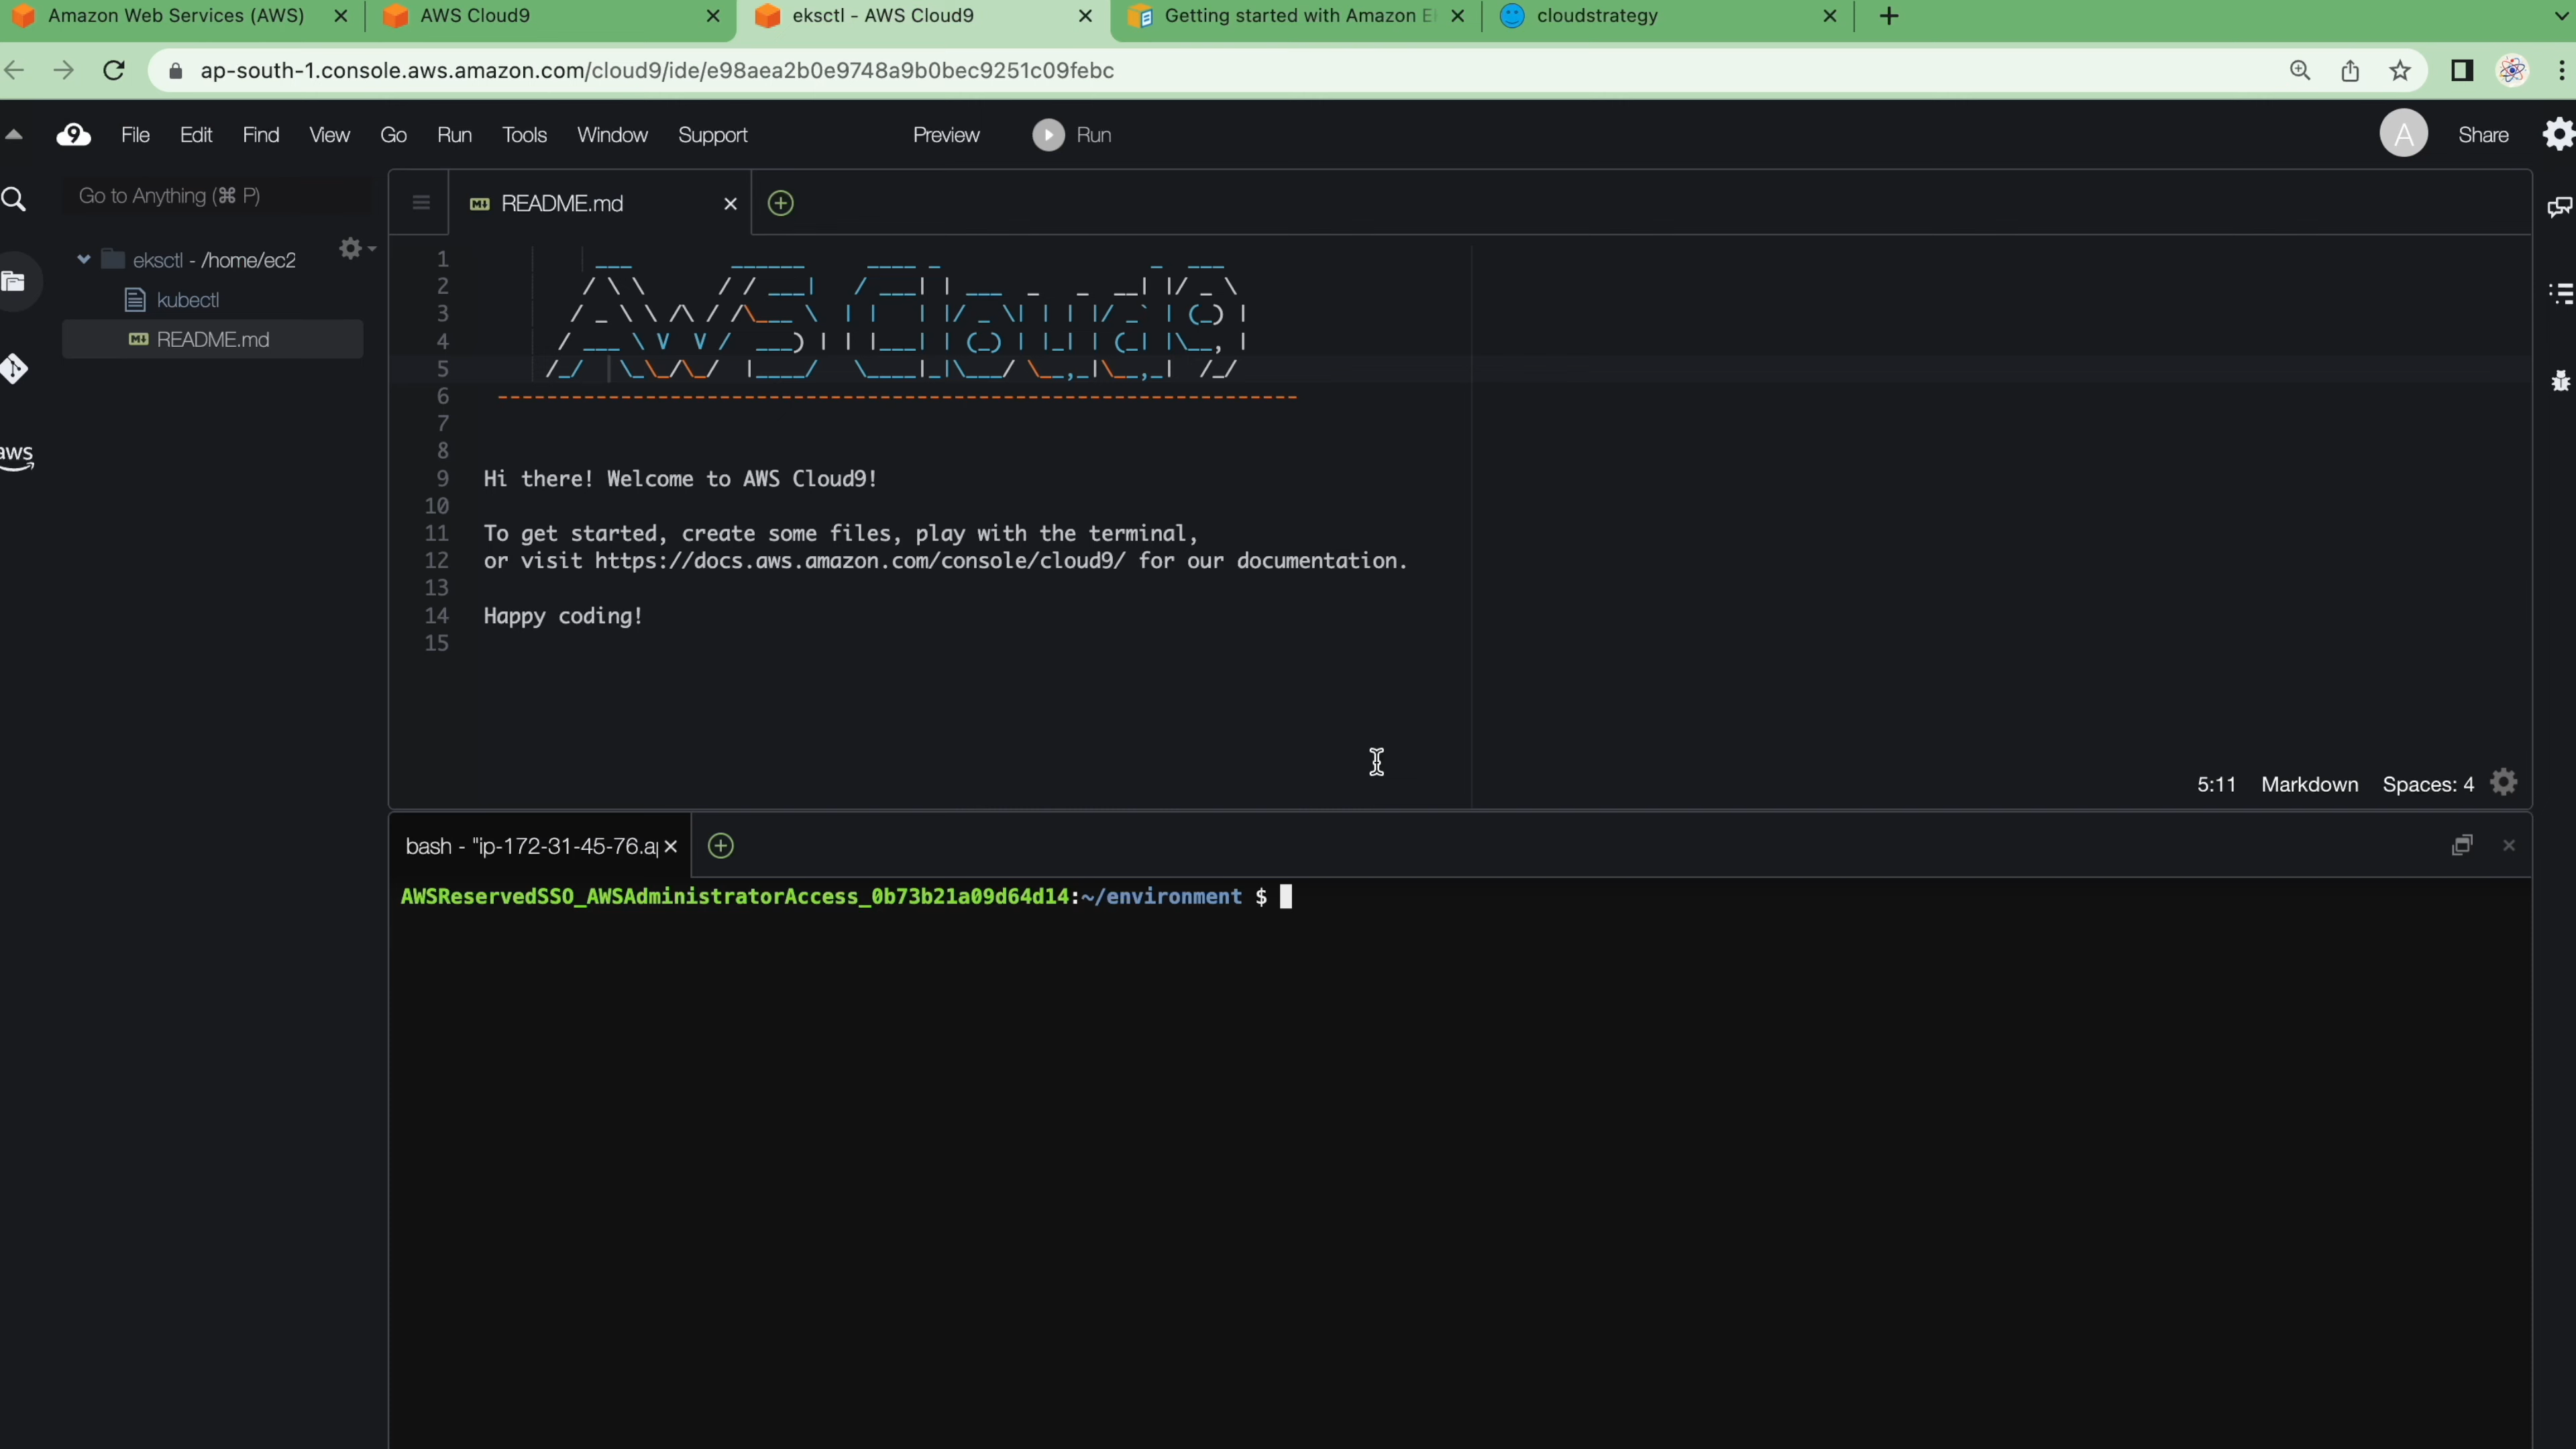 Amazon Web Services (AWS)
AWS Cloud9
eksctl - AWS Cloud9
Getting started with Amazon E
cloudstrategy
ap-south-1.console.aws.amazon.com/cloud9/ide/e98aea2b0e9748a9b0bec9251c09febc
File Edit Find View Go Run Tools Window Support Preview Run A Share
Go to Anything (⌘ P)
README.md
eksctl - /home/ec2
kubectl
README.md
aws
1
2
3
4
5
6
7
8
9 Hi there! Welcome to AWS Cloud9!
10
11 To get started, create some files, play with the terminal,
12 or visit https://docs.aws.amazon.com/console/cloud9/ for our documentation.
13
14 Happy coding!
15
5:11 Markdown Spaces: 4
bash - "ip-172-31-45-76.a
AWSReservedSSO_AWSAdministratorAccess_0b73b21a09d64d14:~/environment $